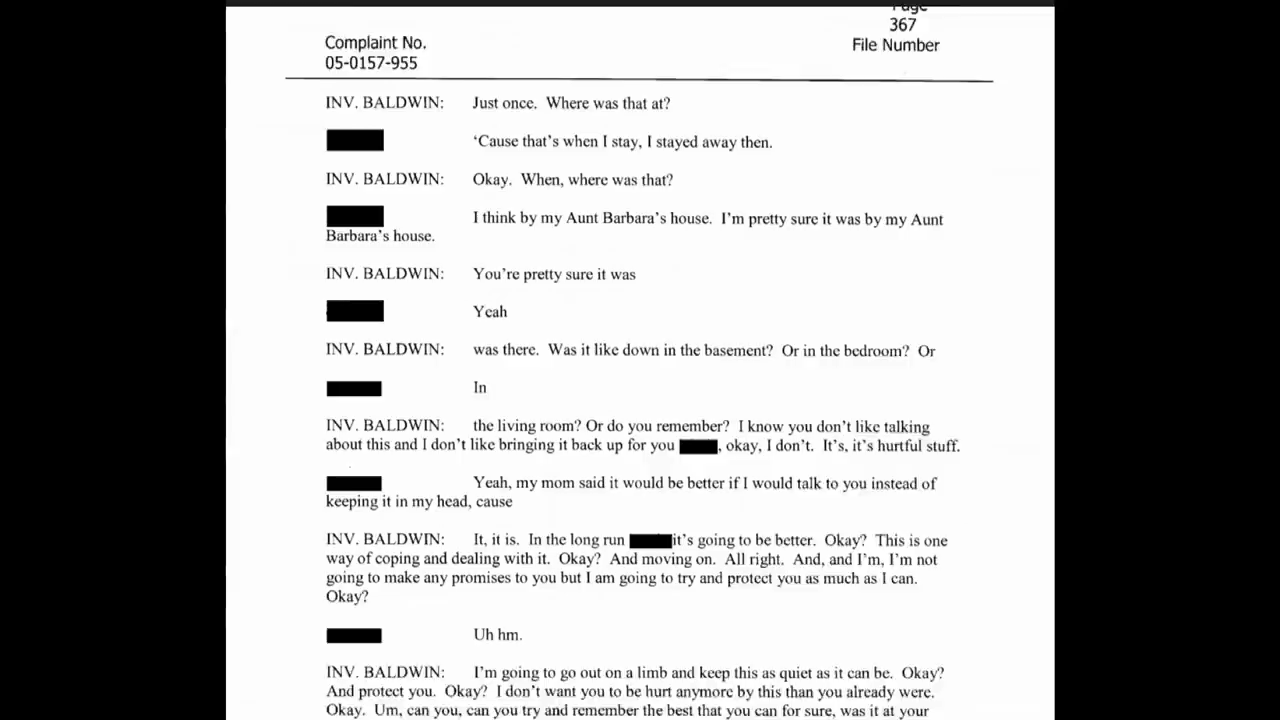 Page
367
Complaint No.
File Number
05-0157-955
INV. BALDWIN: Just once. Where was that at?
‘Cause that’s when I stay, I stayed away then.
INV. BALDWIN: Okay. When, where was that?
I think by my Aunt Barbara’s house. I’m pretty sure it was by my Aunt
Barbara’s house.
INV. BALDWIN: You’re pretty sure it was
Yeah
INV. BALDWIN: was there. Was it like down in the basement? Or in the bedroom? Or
In
INV. BALDWIN: the living room? Or do you remember? I know you don’t like talking
about this and I don’t like bringing it back up for you , okay, I don’t. It’s, it’s hurtful stuff.
Yeah, my mom said it would be better if I would talk to you instead of
keeping it in my head, cause
INV. BALDWIN: It, it is. In the long run it’s going to be better. Okay? This is one
way of coping and dealing with it. Okay? And moving on. All right. And, and I’m, I’m not
going to make any promises to you but I am going to try and protect you as much as I can.
Okay?
Uh hm.
INV. BALDWIN: I’m going to go out on a limb and keep this as quiet as it can be. Okay?
And protect you. Okay? I don’t want you to be hurt anymore by this than you already were.
Okay. Um, can you, can you try and remember the best that you can for sure, was it at your